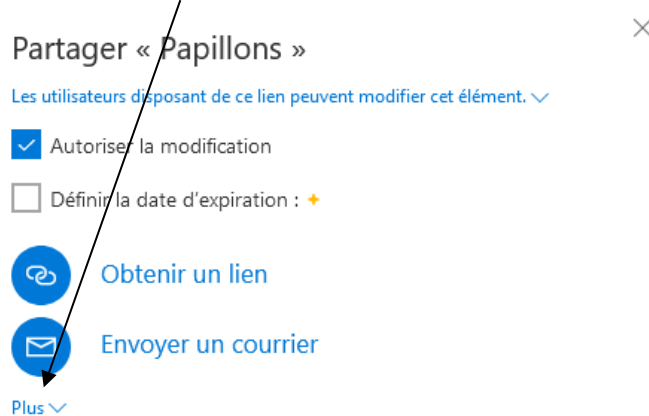 Partager « Papillons »
Les utilisateurs disposant de ce lien peuvent modifier cet élément.
Autoriser la modification
Définir la date d'expiration :
Obtenir un lien
Envoyer un courrier
Plus